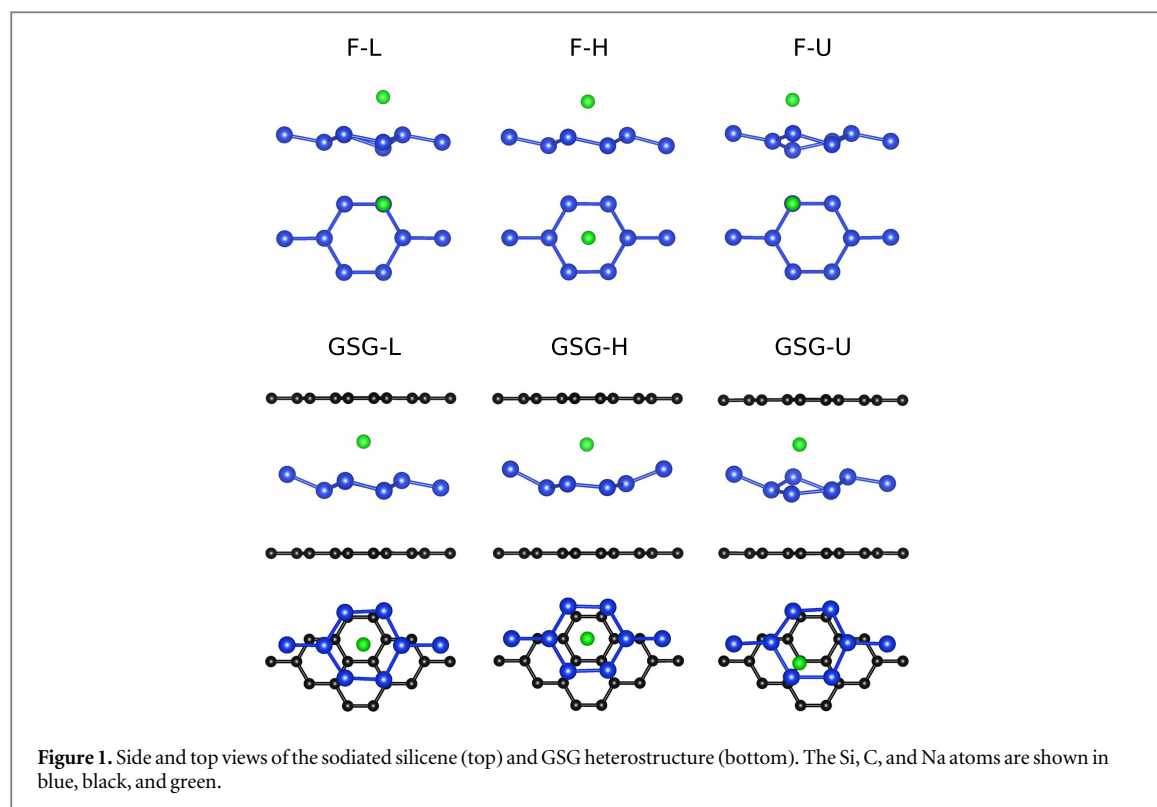 F-L F-H F-U
GSG-L GSG-H GSG-U
Figure 1. Side and top views of the sodiated silicene (top) and GSG heterostructure (bottom). The Si, C, and Na atoms are shown in
blue, black, and green.